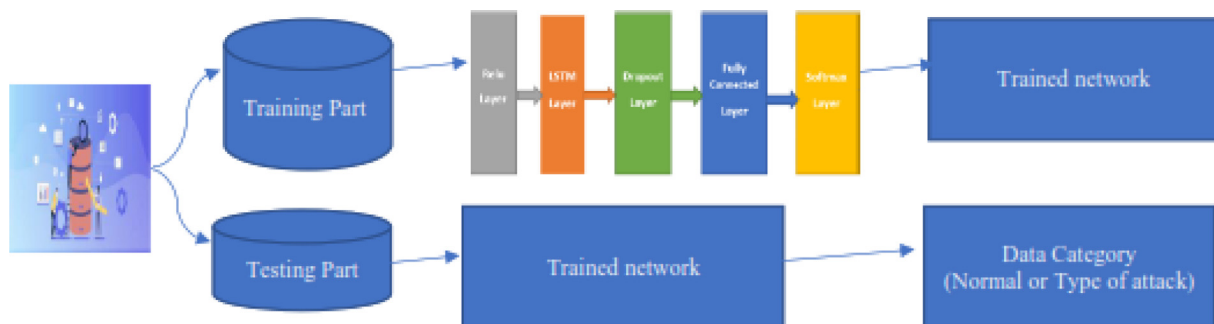 Training Part
Relu
Layer
LSTM
Layer
Dropout
Layer
Fully
Connected
Layer
Softmax
Layer
Trained network
Testing Part
Trained network
Data Category
(Normal or Type of attack)